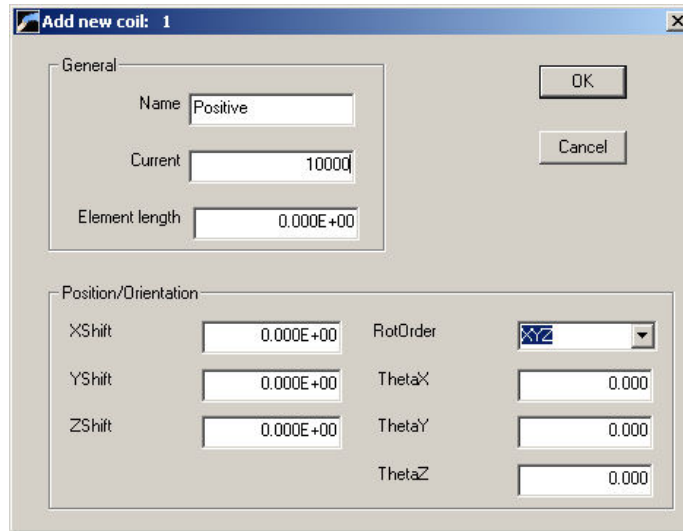 Add new coil: 1
General
Name Positive
OK
Current 10000
Cancel
Element length 0.000E+00
Position/Orientation
XShift 0.000E+00 RotOrder XYZ
YShift 0.000E+00 ThetaX 0.000
ZShift 0.000E+00 ThetaY 0.000
ThetaZ 0.000